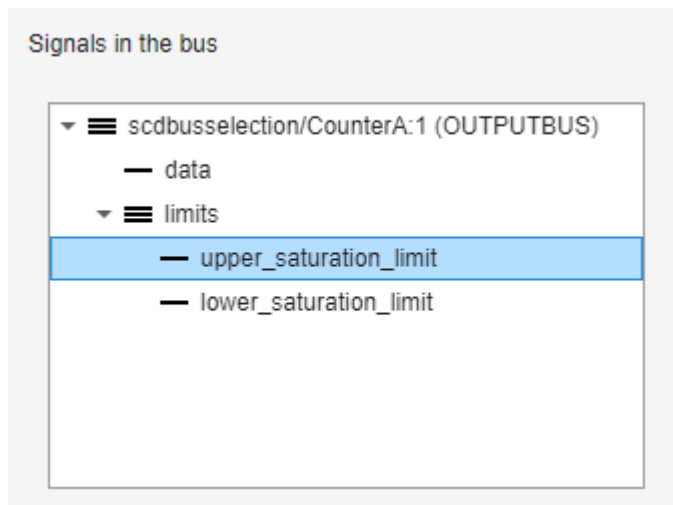 Signals in the bus
scdbusselection/CounterA:1 (OUTPUTBUS)
data
limits
upper_saturation_limit
lower_saturation_limit